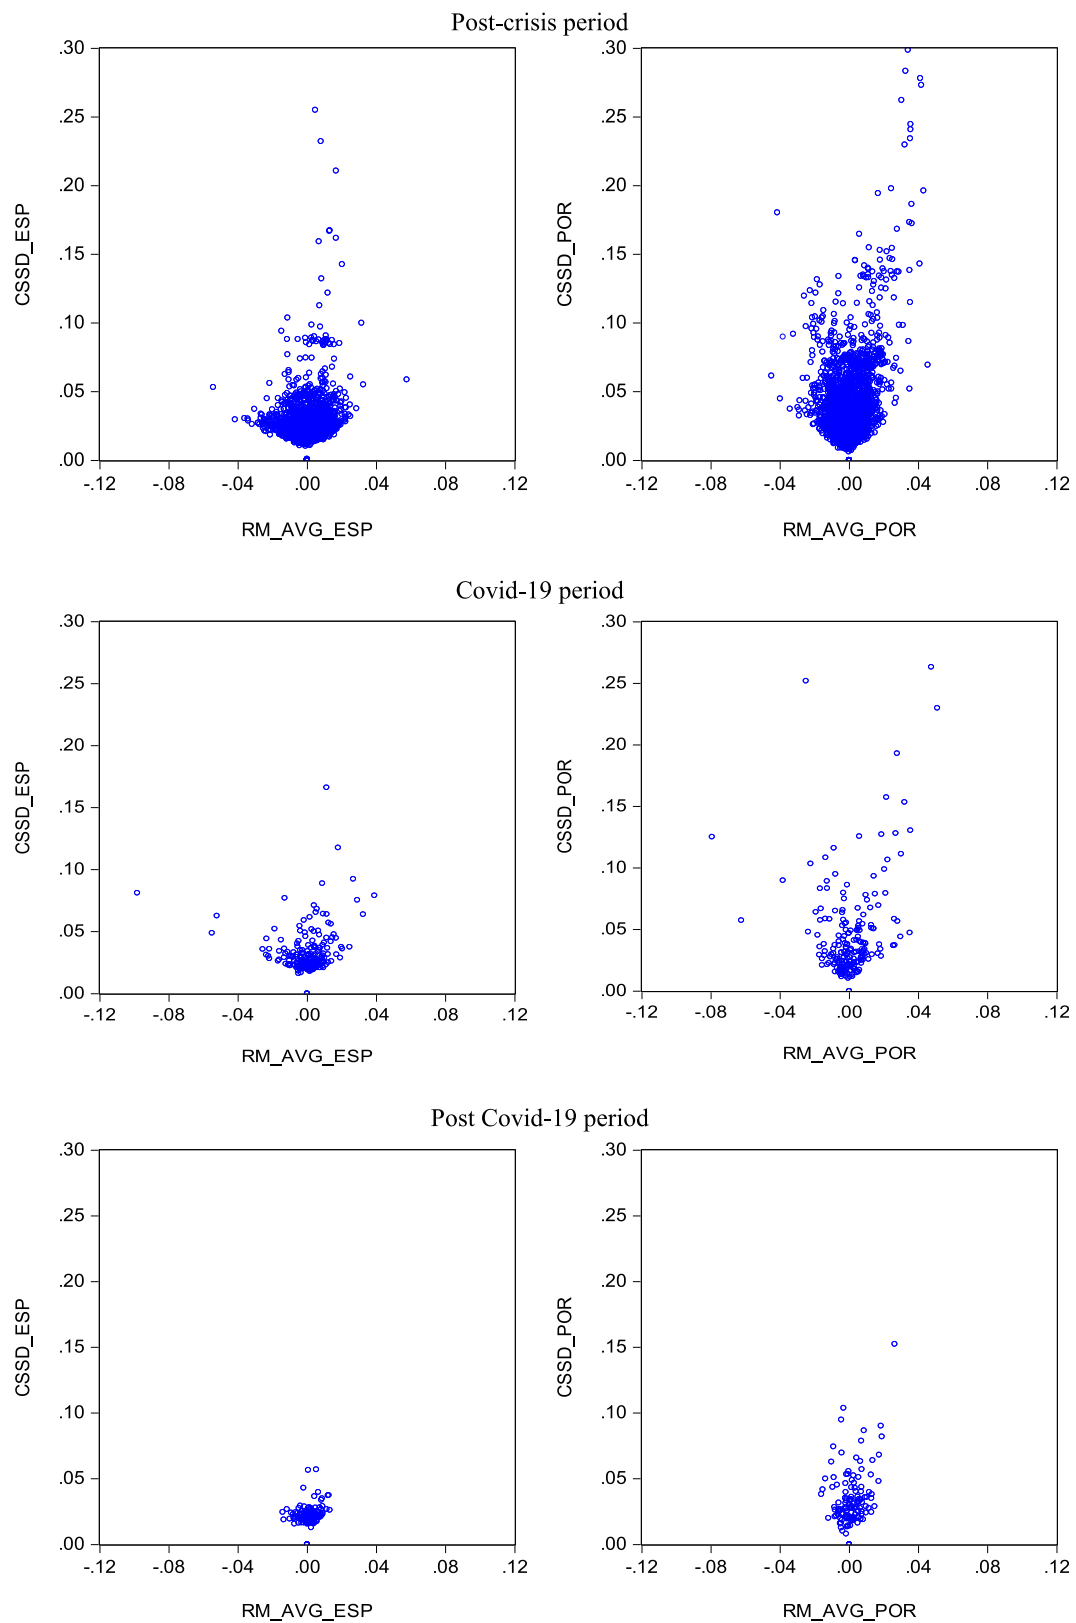 Post-crisis period
.30
.25
.20
.15
.10
.05
.00
CSSD_ESP
-.12 -.08 -.04 .00 .04 .08 .12
RM_AVG_ESP
.30
.25
.20
.15
.10
.05
.00
CSSD_POR
-.12 -.08 -.04 .00 .04 .08 .12
RM_AVG_POR
Covid-19 period
.30
.25
.20
.15
.10
.05
.00
CSSD_ESP
-.12 -.08 -.04 .00 .04 .08 .12
RM_AVG_ESP
.30
.25
.20
.15
.10
.05
.00
CSSD_POR
-.12 -.08 -.04 .00 .04 .08 .12
RM_AVG_POR
Post Covid-19 period
.30
.25
.20
.15
.10
.05
.00
CSSD_ESP
-.12 -.08 -.04 .00 .04 .08 .12
RM_AVG_ESP
.30
.25
.20
.15
.10
.05
.00
CSSD_POR
-.12 -.08 -.04 .00 .04 .08 .12
RM_AVG_POR